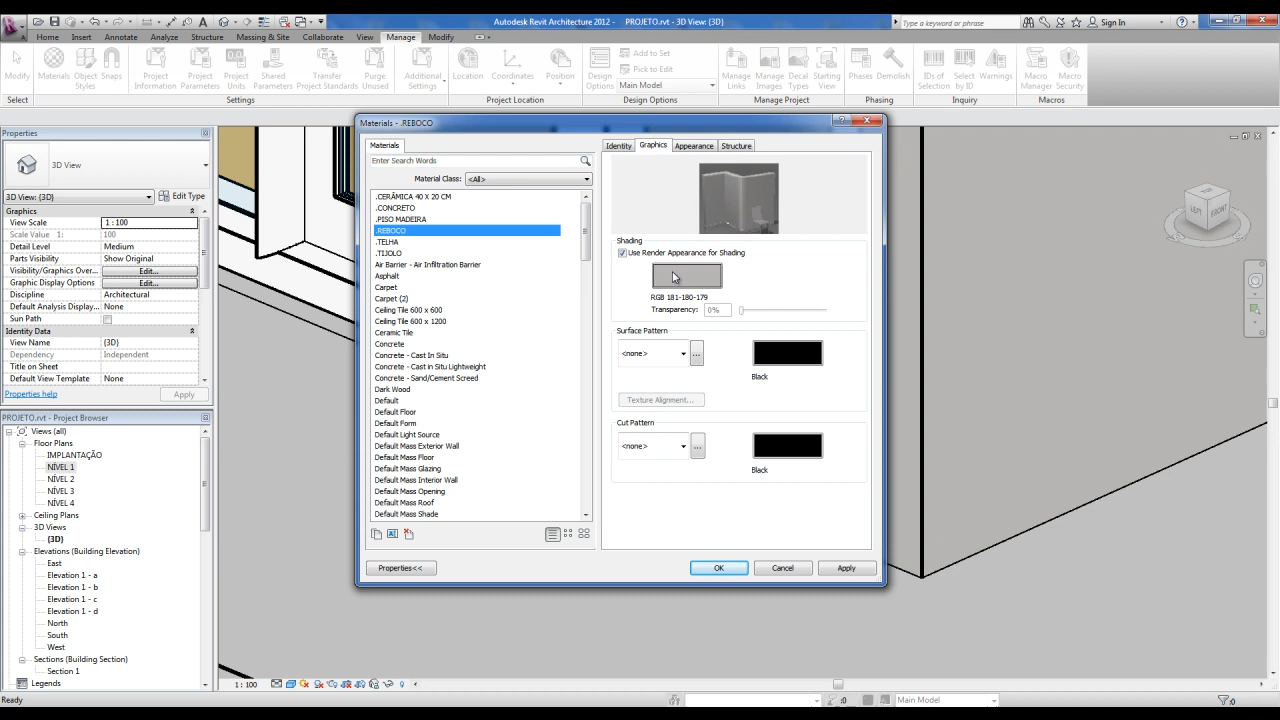 Autodesk Revit Architecture 2012 - PROJETO.rvt - 3D View: {3D}
Type a keyword or phrase
Sign In
Home Insert Annotate Analyze Structure Massing & Site Collaborate View Manage Modify
Modify
Materials
Object Styles
Snaps
Project Information
Project Parameters
Project Units
Shared Parameters
Transfer Project Standards
Purge Unused
Additional Settings
Location
Coordinates
Position
Design Options
Add to Set
Pick to Edit
Main Model
Manage Links
Manage Images
Decal Types
Starting View
Phases
Demolish
IDs of Selection
Select by ID
Warnings
Macro Manager
Macro Security
Select
Settings
Project Location
Design Options
Manage Project
Phasing
Inquiry
Macros
Properties
3D View
3D View: {3D}
Edit Type
Graphics
View Scale 1 : 100
Scale Value 1: 100
Detail Level Medium
Parts Visibility Show Original
Visibility/Graphics Over... Edit...
Graphic Display Options Edit...
Discipline Architectural
Default Analysis Display... None
Sun Path
Identity Data
View Name {3D}
Dependency Independent
Title on Sheet
Default View Template None
Properties help
Apply
PROJETO.rvt - Project Browser
Views (all)
Floor Plans
IMPLANTAÇÃO
NÍVEL 1
NÍVEL 2
NÍVEL 3
NÍVEL 4
Ceiling Plans
3D Views
{3D}
Elevations (Building Elevation)
East
Elevation 1 - a
Elevation 1 - b
Elevation 1 - c
Elevation 1 - d
North
South
West
Sections (Building Section)
Section 1
Legends
Materials - .REBOCO
Materials
Enter Search Words
Material Class: <All>
.CERÂMICA 40 X 20 CM
.CONCRETO
.PISO MADEIRA
.REBOCO
.TELHA
.TIJOLO
Air Barrier - Air Infiltration Barrier
Asphalt
Carpet
Carpet (2)
Ceiling Tile 600 x 600
Ceiling Tile 600 x 1200
Ceramic Tile
Concrete
Concrete - Cast In Situ
Concrete - Cast in Situ Lightweight
Concrete - Sand/Cement Screed
Dark Wood
Default
Default Floor
Default Form
Default Light Source
Default Mass Exterior Wall
Default Mass Floor
Default Mass Glazing
Default Mass Interior Wall
Default Mass Opening
Default Mass Roof
Default Mass Shade
Properties<<
Identity Graphics Appearance Structure
Shading
Use Render Appearance for Shading
RGB 181-180-179
Transparency: 0%
Surface Pattern
<none>
...
Black
Texture Alignment...
Cut Pattern
<none>
...
Black
OK
Cancel
Apply
LEFT
FRONT
1 : 100
Ready
:0
Main Model
:0